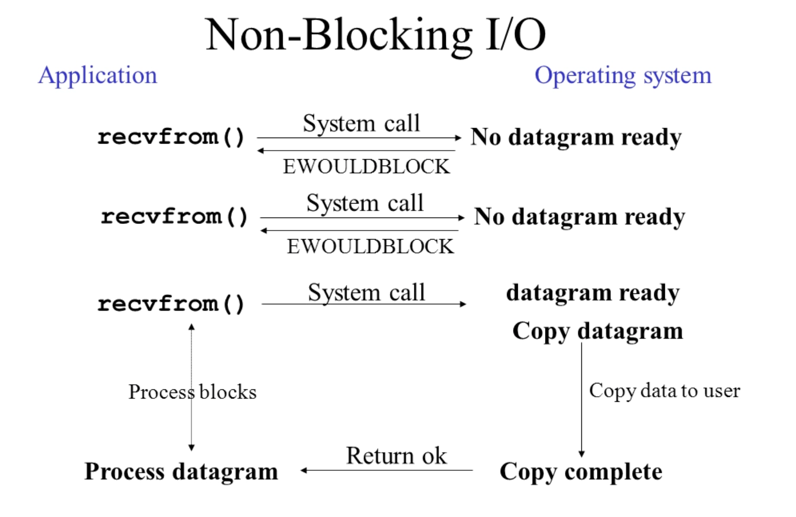 Non-Blocking I/O
Application
Operating system
recvfrom()
System call
No datagram ready
EWOULDBLOCK
recvfrom()
System call
No datagram ready
EWOULDBLOCK
recvfrom()
System call
datagram ready
Copy datagram
Process blocks
Copy data to user
Process datagram
Return ok
Copy complete